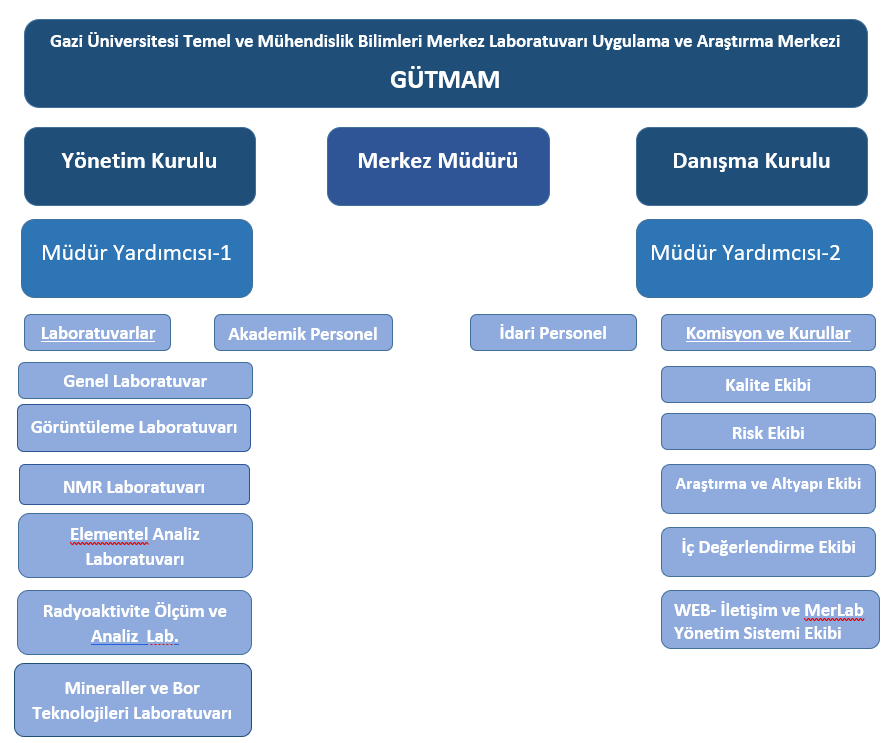 Gazi Üniversitesi Temel ve Mühendislik Bilimleri Merkez Laboratuvarı Uygulama ve Araştırma Merkezi
GÜTMAM
Yönetim Kurulu
Merkez Müdürü
Danışma Kurulu
Müdür Yardımcısı-1
Müdür Yardımcısı-2
Laboratuvarlar
Akademik Personel
İdari Personel
Komisyon ve Kurullar
Genel Laboratuvar
Görüntüleme Laboratuvarı
NMR Laboratuvarı
Elementel Analiz
Laboratuvarı
Radyoaktivite Ölçüm ve
Analiz Lab.
Mineraller ve Bor
Teknolojileri Laboratuvarı
Kalite Ekibi
Risk Ekibi
Araştırma ve Altyapı Ekibi
İç Değerlendirme Ekibi
WEB- İletişim ve MerLab
Yönetim Sistemi Ekibi